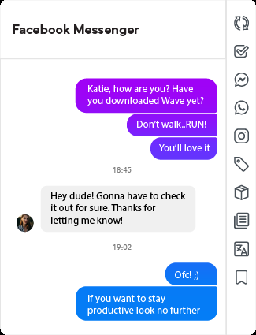 Facebook Messenger
Katie, how are you? Have
you downloaded Wave yet?
Don't walk..RUN!
You'll love it
18:45
Hey dude! Gonna have to check
it out for sure. Thanks for
letting me know!
19:02
Ofc! ;)
If you want to stay
productive look no further